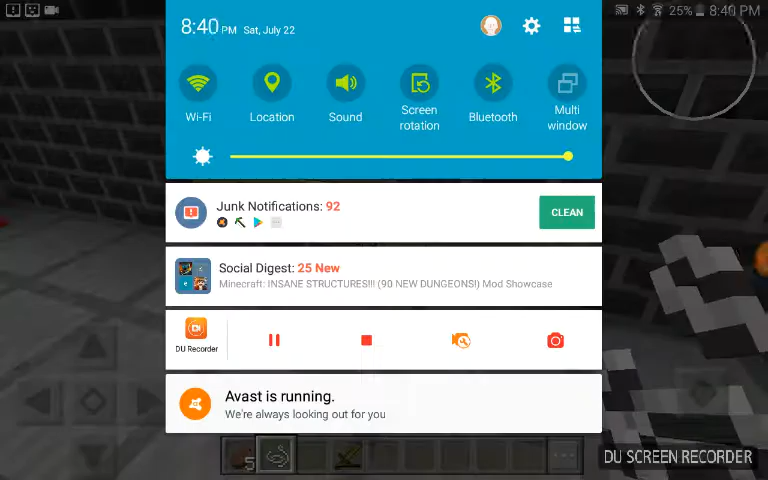 25% 8:40 PM
8:40 PM Sat, July 22
Wi-Fi
Location
Sound
Screen rotation
Bluetooth
Multi window
Junk Notifications: 92
CLEAN
Social Digest: 25 New
Minecraft: INSANE STRUCTURES!!! (90 NEW DUNGEONS!) Mod Showcase
DU Recorder
Avast is running.
We're always looking out for you
5
DU SCREEN RECORDER